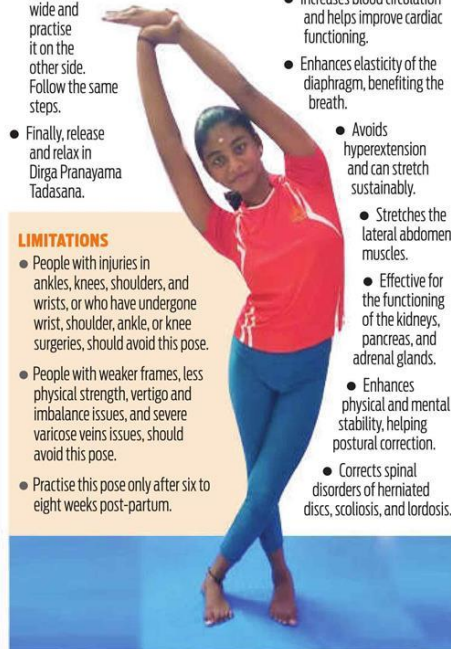 wide and
practise
it on the
other side.
Follow the same
steps.
● Finally, release
and relax in
Dirga Pranayama
Tadasana.
LIMITATIONS
● People with injuries in
ankles, knees, shoulders, and
wrists, or who have undergone
wrist, shoulder, ankle, or knee
surgeries, should avoid this pose.
● People with weaker frames, less
physical strength, vertigo and
imbalance issues, and severe
varicose veins issues, should
avoid this pose.
● Practise this pose only after six to
eight weeks post-partum.
● Increases blood circulation
and helps improve cardiac
functioning.
● Enhances elasticity of the
diaphragm, benefiting the
breath.
● Avoids
hyperextension
and can stretch
sustainably.
● Stretches the
lateral abdomen
muscles.
● Effective for
the functioning
of the kidneys,
pancreas, and
adrenal glands.
● Enhances
physical and mental
stability, helping
postural correction.
● Corrects spinal
disorders of herniated
discs, scoliosis, and lordosis.